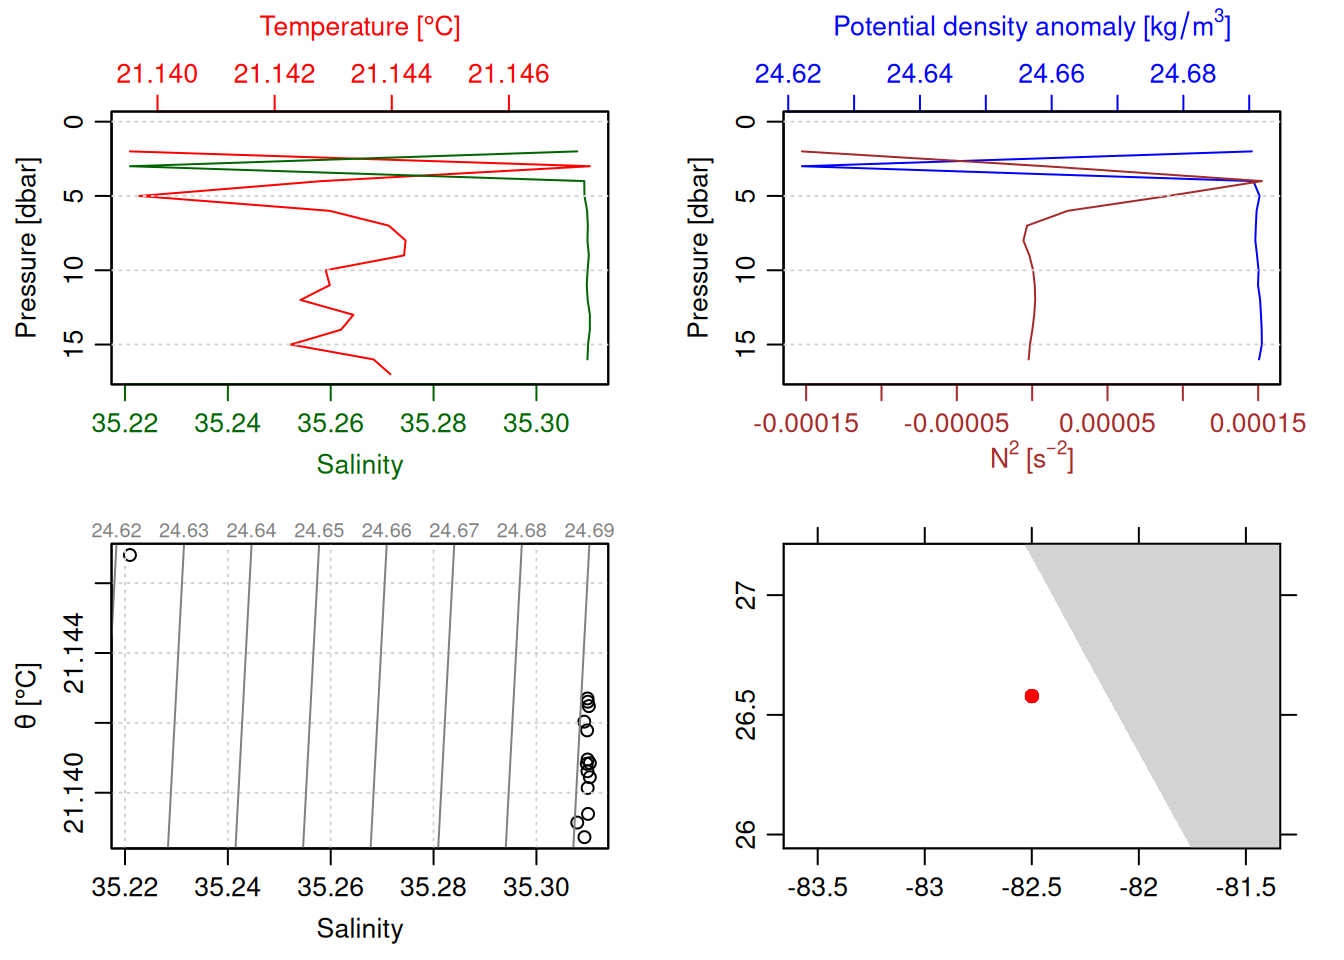 Temperature [°C]
21.140 21.142 21.144 21.146
0
5
10
15
Pressure [dbar]
35.22 35.24 35.26 35.28 35.30
Salinity
Potential density anomaly [kg/m³]
24.62 24.64 24.66 24.68
0
5
10
15
Pressure [dbar]
-0.00015 -0.00005 0.00005 0.00015
N² [s⁻²]
24.62 24.63 24.64 24.65 24.66 24.67 24.68 24.69
21.144
21.140
θ [°C]
35.22 35.24 35.26 35.28 35.30
Salinity
27
26.5
26
-83.5 -83 -82.5 -82 -81.5